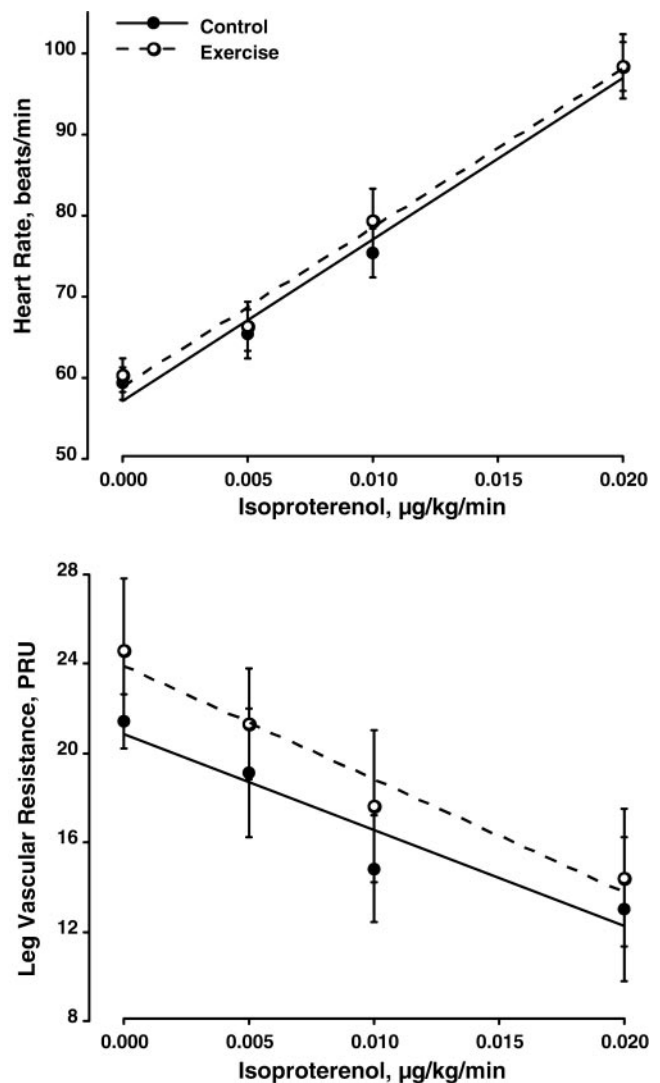 Control
Exercise
Heart Rate, beats/min
100
90
80
70
60
50
0.000 0.005 0.010 0.015 0.020
Isoproterenol, µg/kg/min
Leg Vascular Resistance, PRU
28
24
20
16
12
8
0.000 0.005 0.010 0.015 0.020
Isoproterenol, µg/kg/min